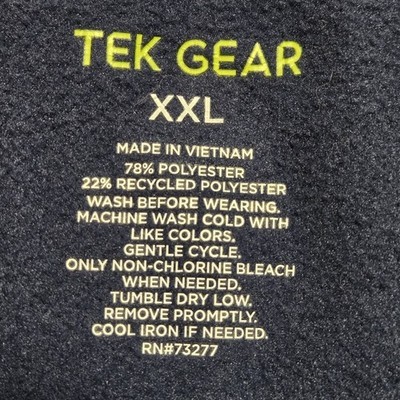 TEK GEAR
XXL
MADE IN VIETNAM
78% POLYESTER
22% RECYCLED POLYESTER
WASH BEFORE WEARING.
MACHINE WASH COLD WITH
LIKE COLORS.
GENTLE CYCLE.
ONLY NON-CHLORINE BLEACH
WHEN NEEDED.
TUMBLE DRY LOW.
REMOVE PROMPTLY.
COOL IRON IF NEEDED.
RN#73277